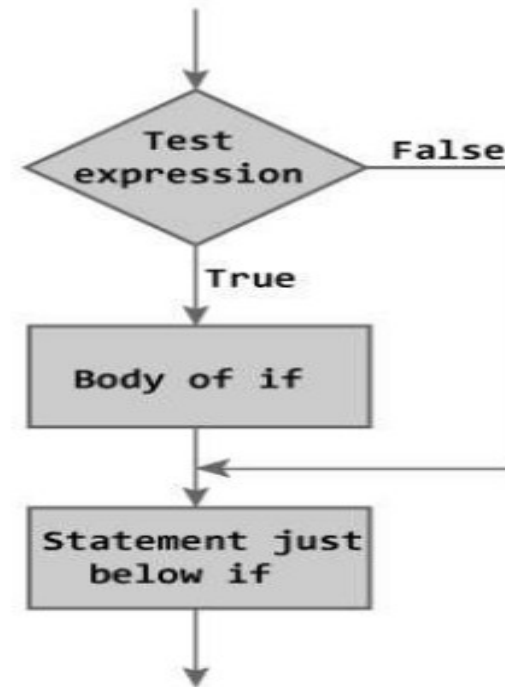 Test
expression
False
True
Body of if
Statement just
below if